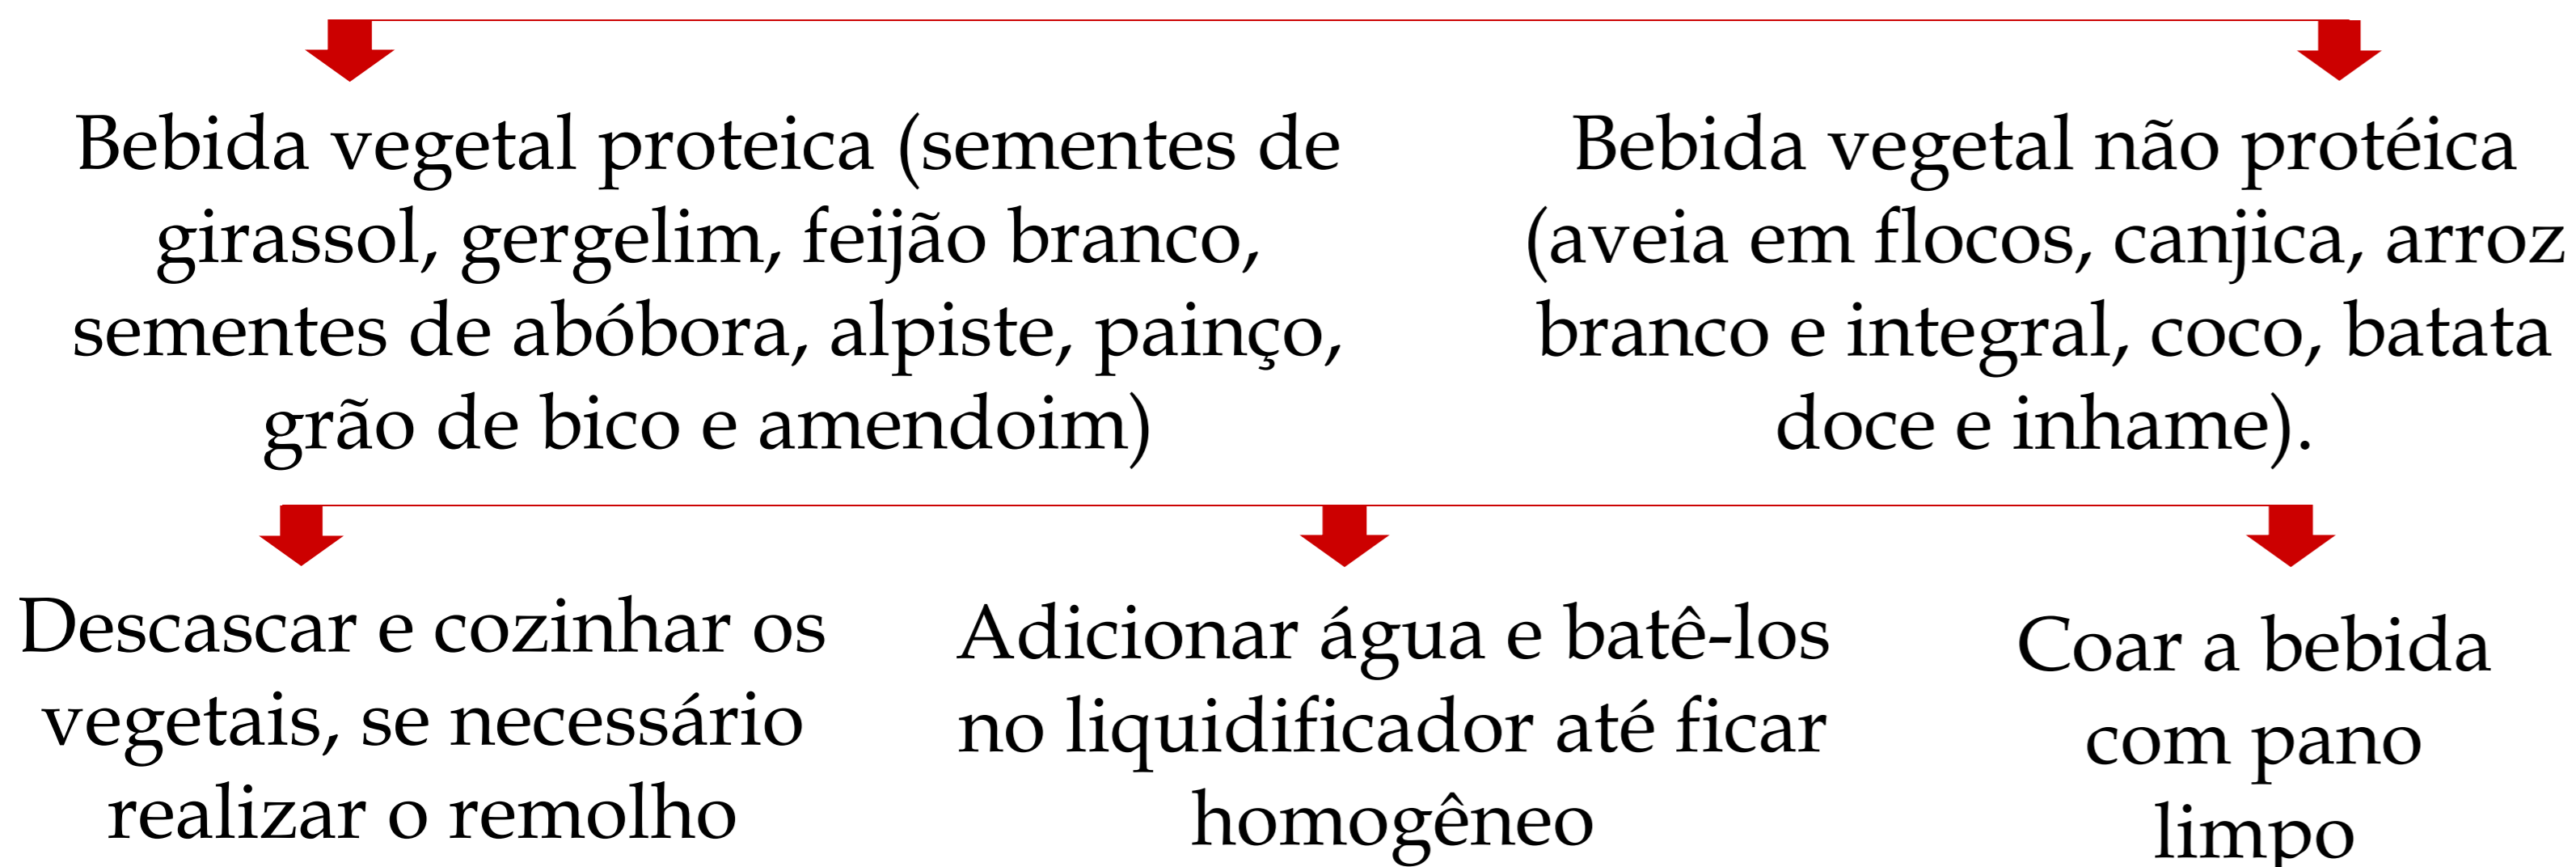 Bebida vegetal proteica (sementes de
girassol, gergelim, feijão branco,
sementes de abóbora, alpiste, painço,
grão de bico e amendoim)
Bebida vegetal não protéica
(aveia em flocos, canjica, arroz
branco e integral, coco, batata
doce e inhame).
Descascar e cozinhar os
vegetais, se necessário
realizar o remolho
Adicionar água e batê-los
no liquidificador até ficar
homogêneo
Coar a bebida
com pano
limpo